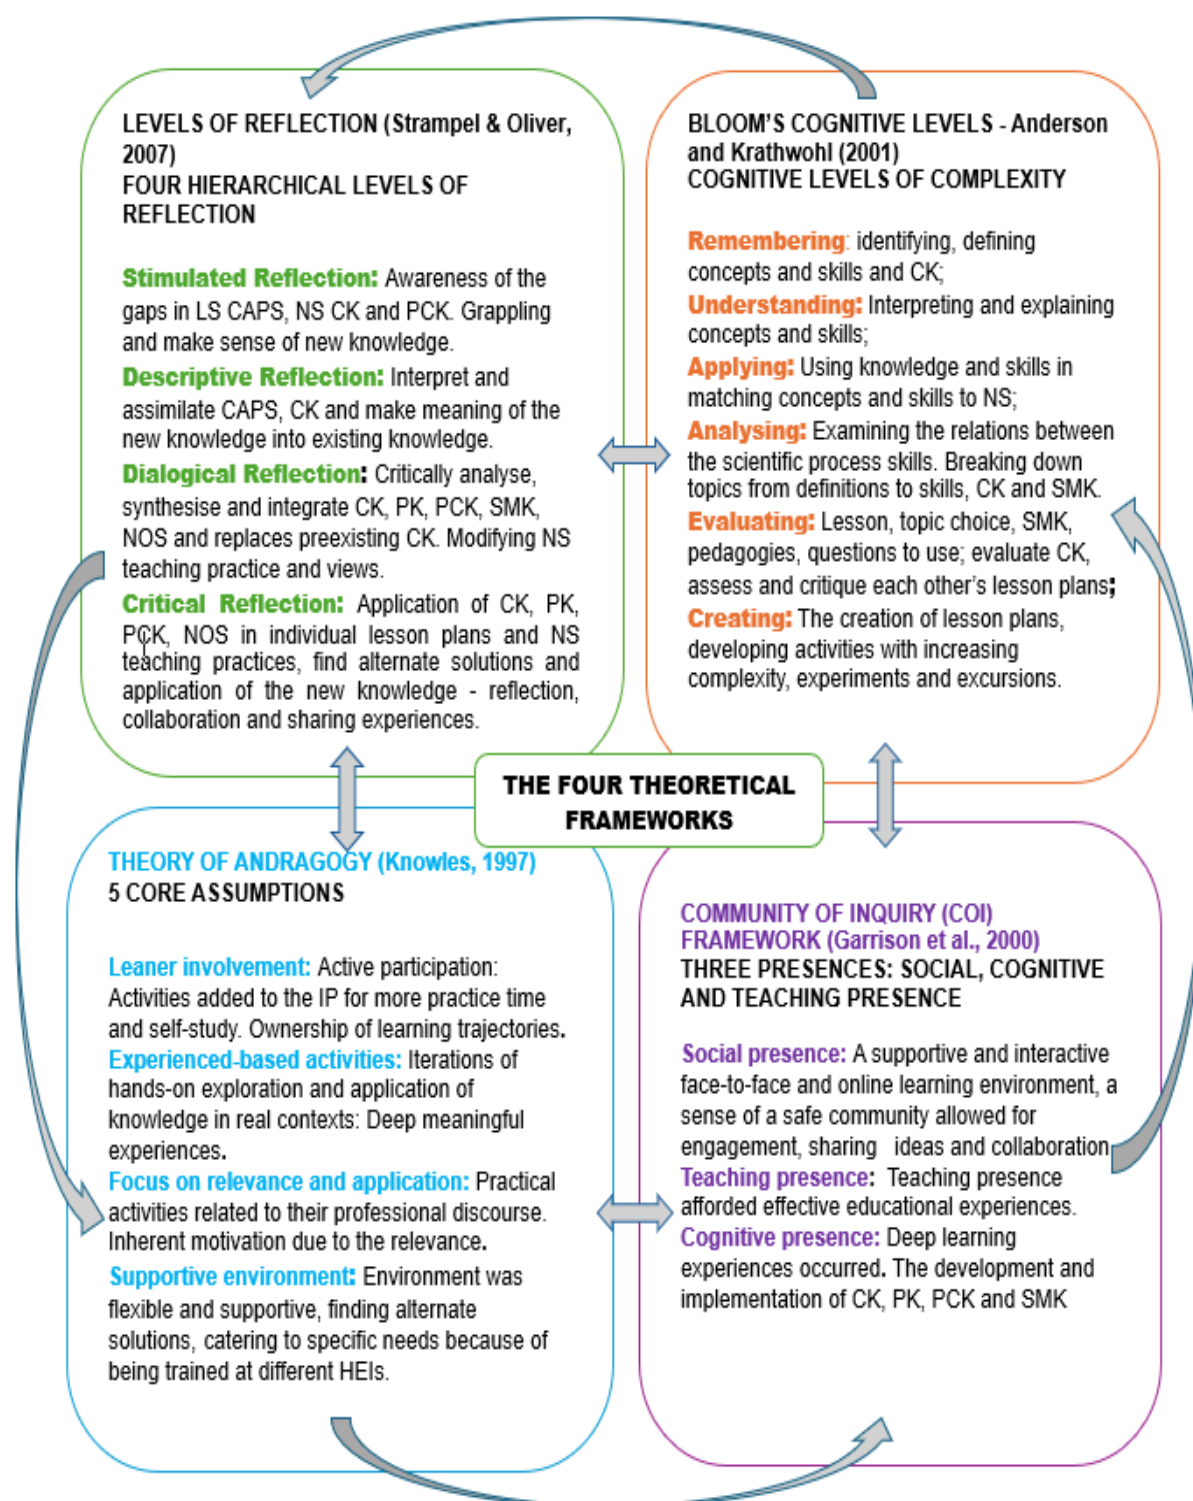 LEVELS OF REFLECTION (Strampel & Oliver,
2007)
FOUR HIERARCHICAL LEVELS OF
REFLECTION
Stimulated Reflection: Awareness of the
gaps in LS CAPS, NS CK and PCK. Grappling
and make sense of new knowledge.
Descriptive Reflection: Interpret and
assimilate CAPS, CK and make meaning of the
new knowledge into existing knowledge.
Dialogical Reflection: Critically analyse,
synthesise and integrate CK, PK, PCK, SMK,
NOS and replaces preexisting CK. Modifying NS
teaching practice and views.
Critical Reflection: Application of CK, PK,
PCK, NOS in individual lesson plans and NS
teaching practices, find alternate solutions and
application of the new knowledge - reflection,
collaboration and sharing experiences.
BLOOM'S COGNITIVE LEVELS - Anderson
and Krathwohl (2001)
COGNITIVE LEVELS OF COMPLEXITY
Remembering: identifying, defining
concepts and skills and CK;
Understanding: Interpreting and explaining
concepts and skills;
Applying: Using knowledge and skills in
matching concepts and skills to NS;
Analysing: Examining the relations between
the scientific process skills. Breaking down
topics from definitions to skills, CK and SMK.
Evaluating: Lesson, topic choice, SMK,
pedagogies, questions to use; evaluate CK,
assess and critique each other's lesson plans;
Creating: The creation of lesson plans,
developing activities with increasing
complexity, experiments and excursions.
THE FOUR THEORETICAL
FRAMEWORKS
THEORY OF ANDRAGOGY (Knowles, 1997)
5 CORE ASSUMPTIONS
Leaner involvement: Active participation:
Activities added to the IP for more practice time
and self-study. Ownership of learning trajectories.
Experienced-based activities: Iterations of
hands-on exploration and application of
knowledge in real contexts: Deep meaningful
experiences.
Focus on relevance and application: Practical
activities related to their professional discourse.
Inherent motivation due to the relevance.
Supportive environment: Environment was
flexible and supportive, finding alternate
solutions, catering to specific needs because of
being trained at different HEIs.
COMMUNITY OF INQUIRY (COI)
FRAMEWORK (Garrison et al., 2000)
THREE PRESENCES: SOCIAL, COGNITIVE
AND TEACHING PRESENCE
Social presence: A supportive and interactive
face-to-face and online learning environment, a
sense of a safe community allowed for
engagement, sharing ideas and collaboration
Teaching presence: Teaching presence
afforded effective educational experiences.
Cognitive presence: Deep learning
experiences occurred. The development and
implementation of CK, PK, PCK and SMK